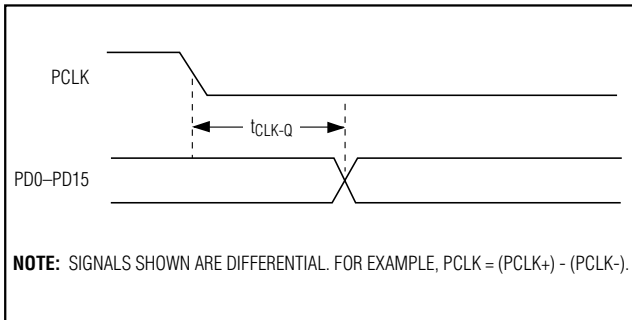 PCLK
tCLK-Q
PD0–PD15
NOTE: SIGNALS SHOWN ARE DIFFERENTIAL. FOR EXAMPLE, PCLK = (PCLK+) - (PCLK-).